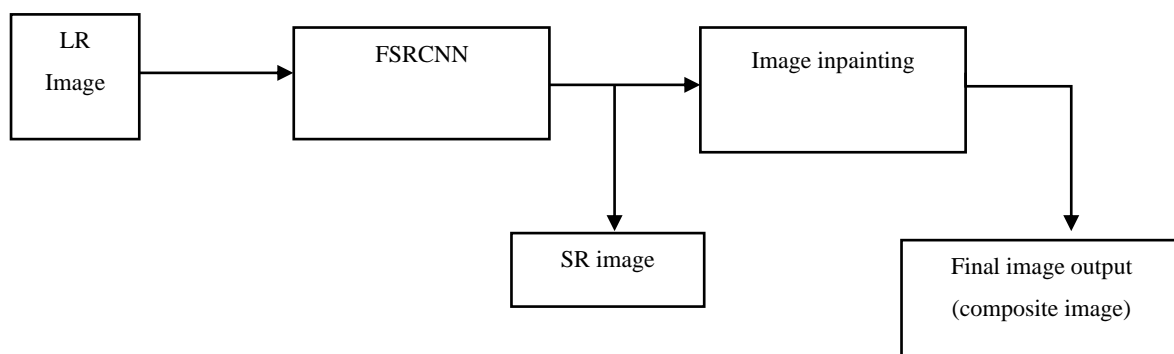 LR
Image
FSRCNN
Image inpainting
SR image
Final image output
(composite image)